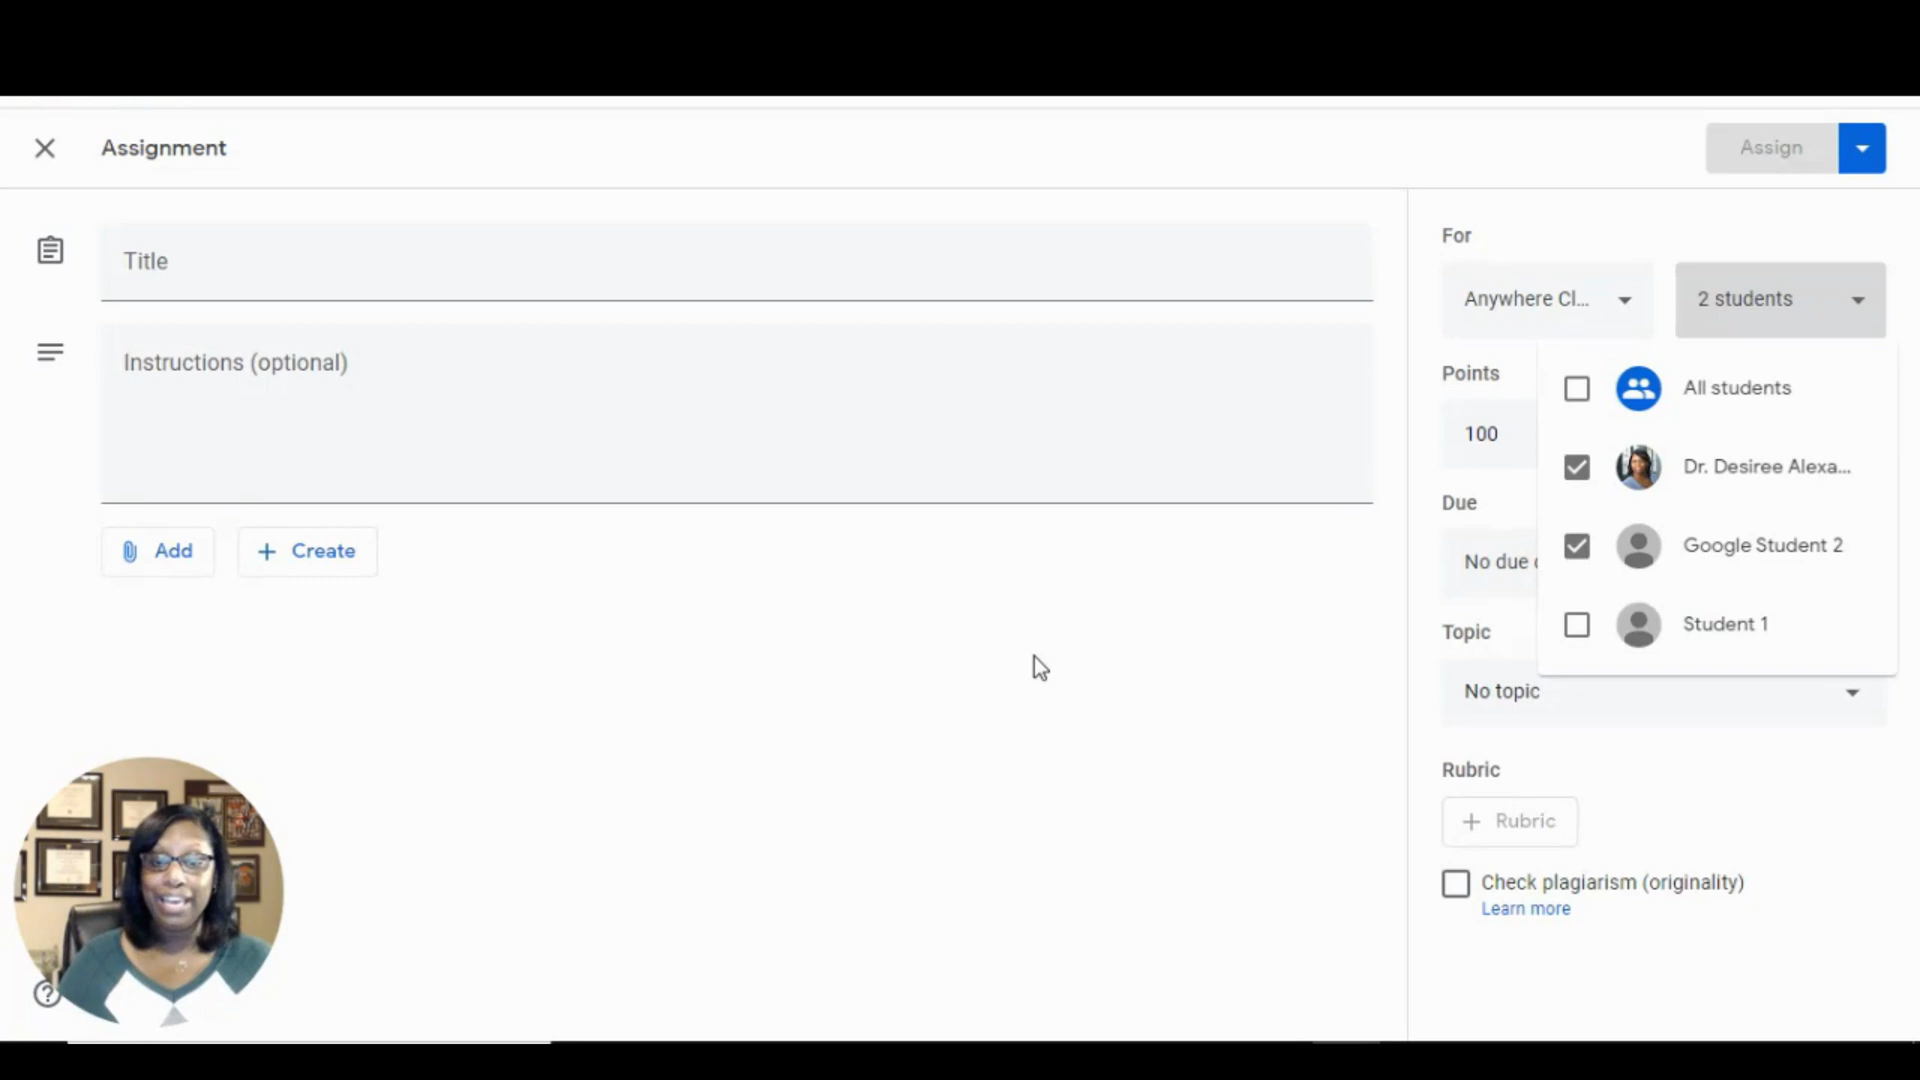 Assignment
Assign
Title
Instructions (optional)
Add
Create
For
Anywhere Cl...
2 students
All students
Dr. Desiree Alexa...
Google Student 2
Student 1
Points
100
Due
No due
Topic
No topic
Rubric
Rubric
Check plagiarism (originality)
Learn more